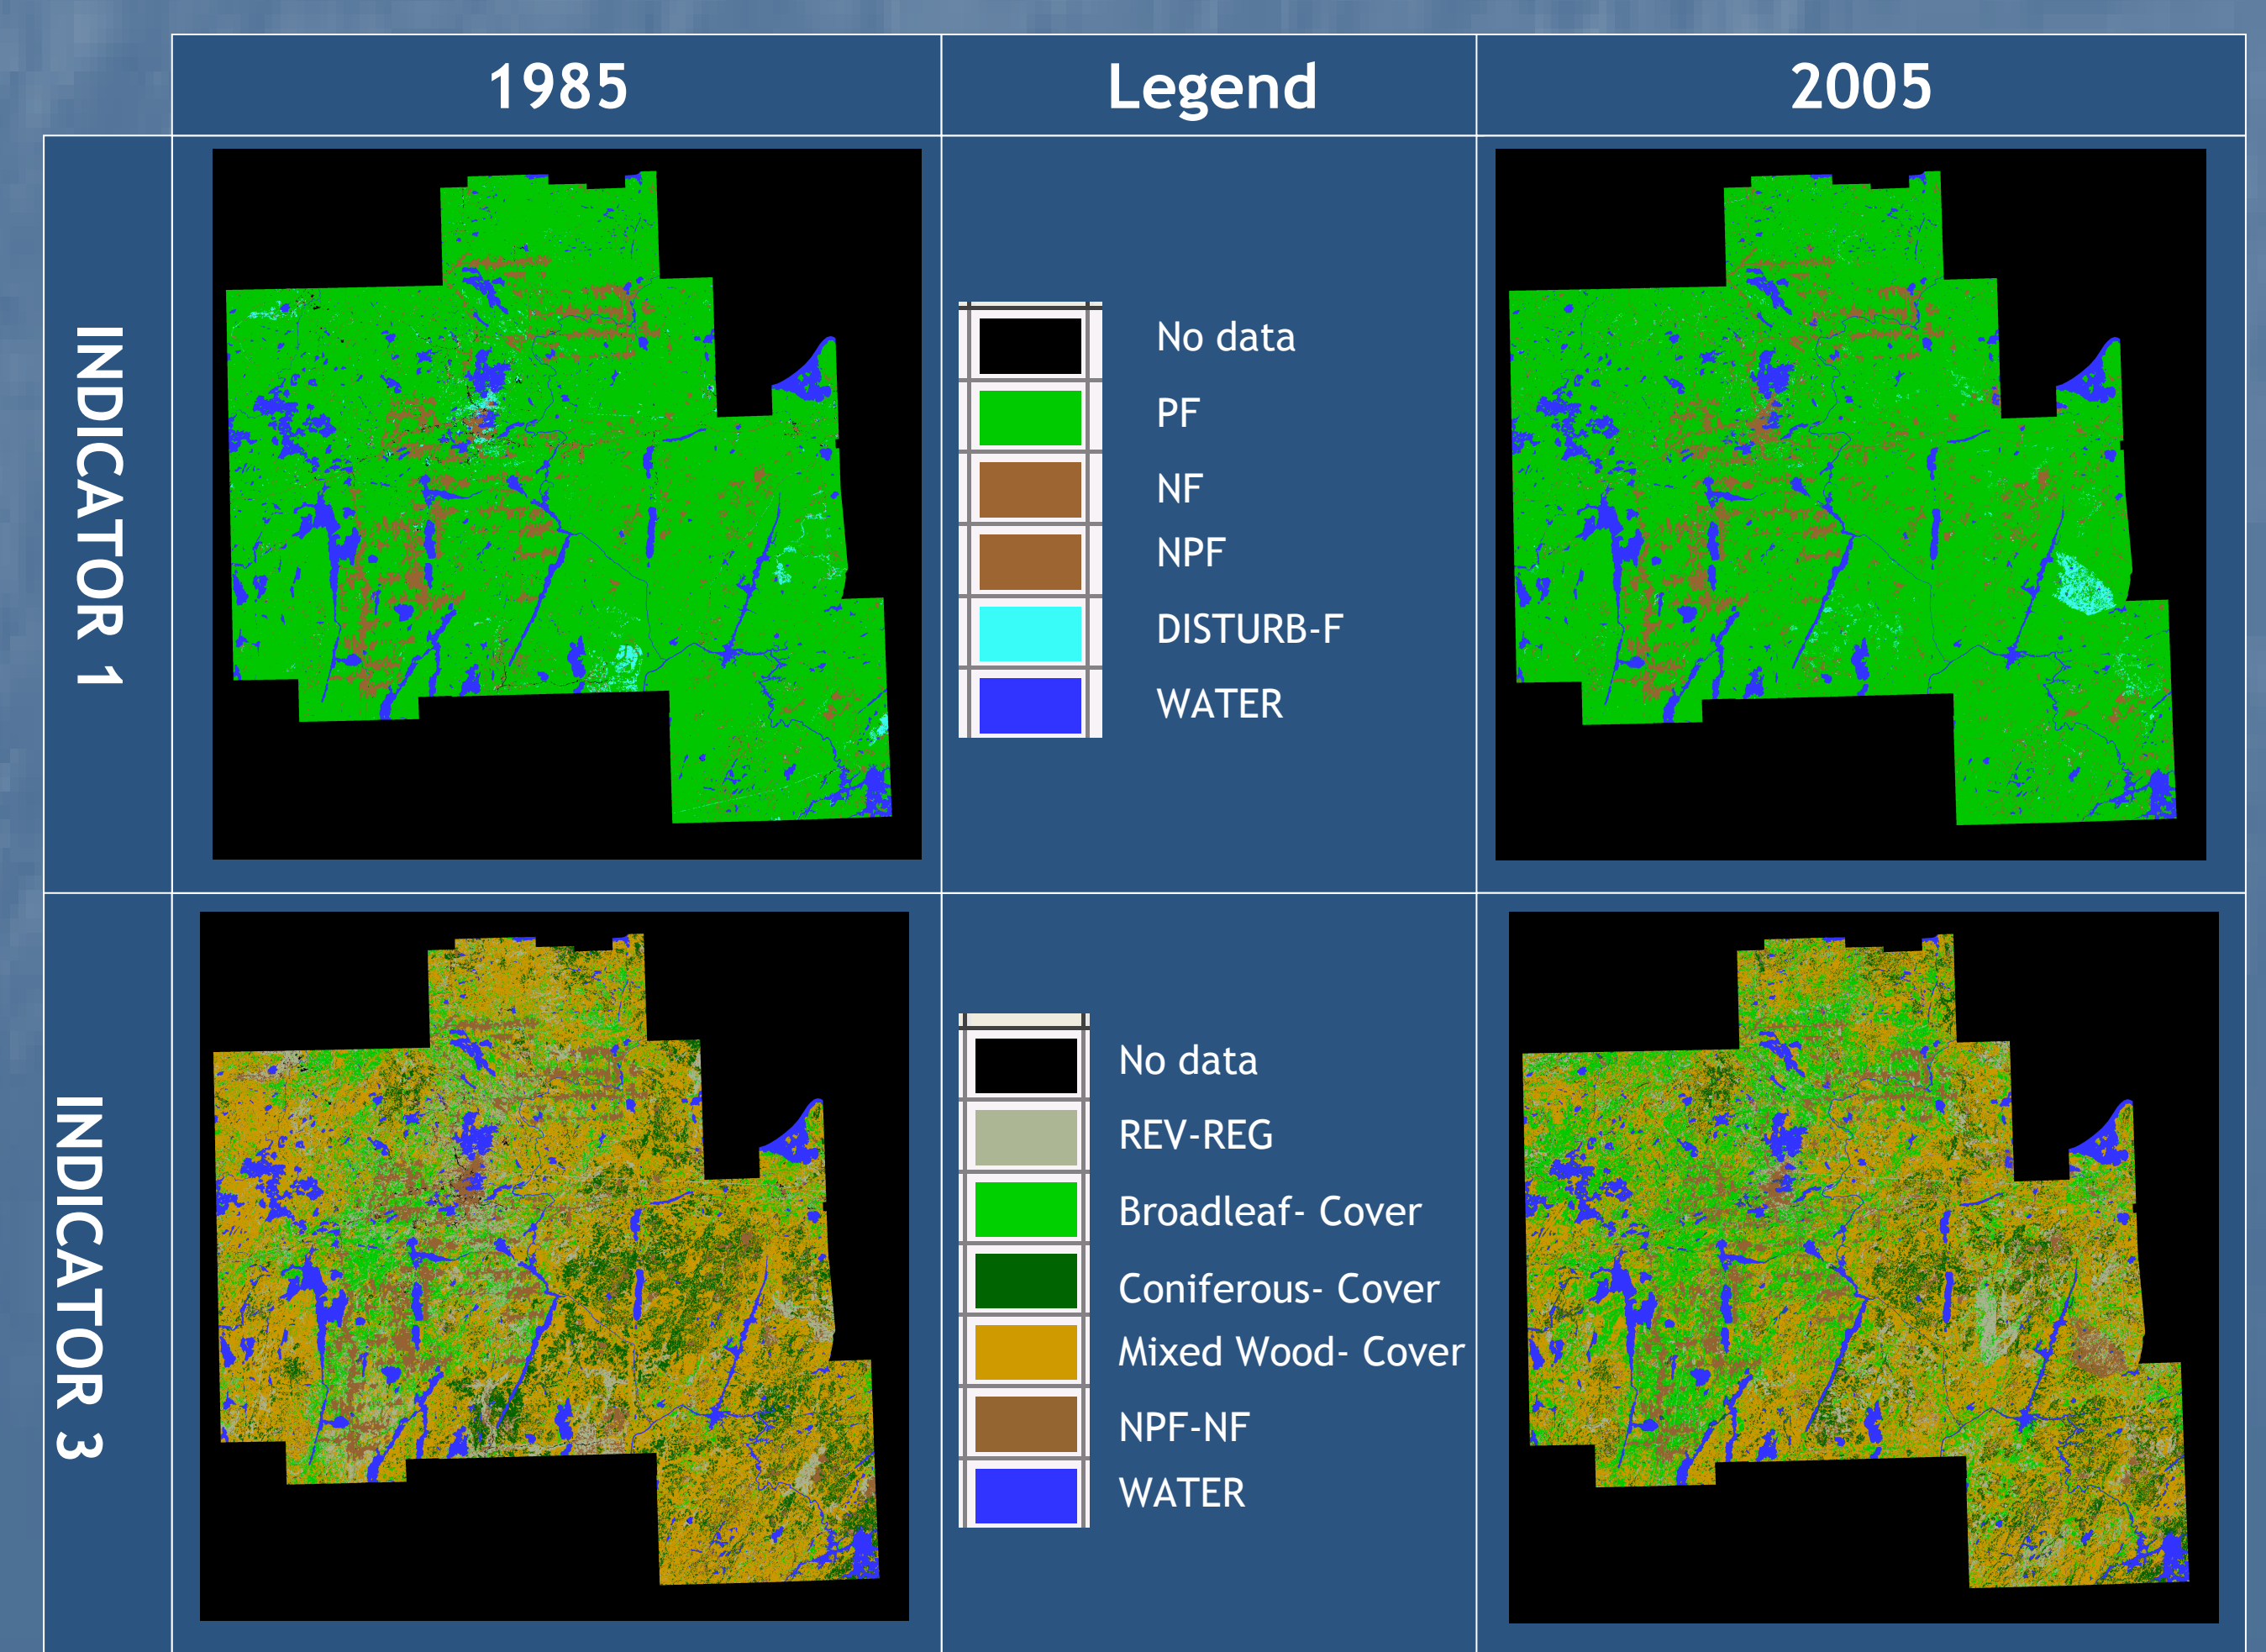 1985
Legend
2005
INDICATOR 1
No data
PF
NF
NPF
DISTURB-F
WATER
INDICATOR 3
No data
REV-REG
Broadleaf- Cover
Coniferous- Cover
Mixed Wood- Cover
NPF-NF
WATER